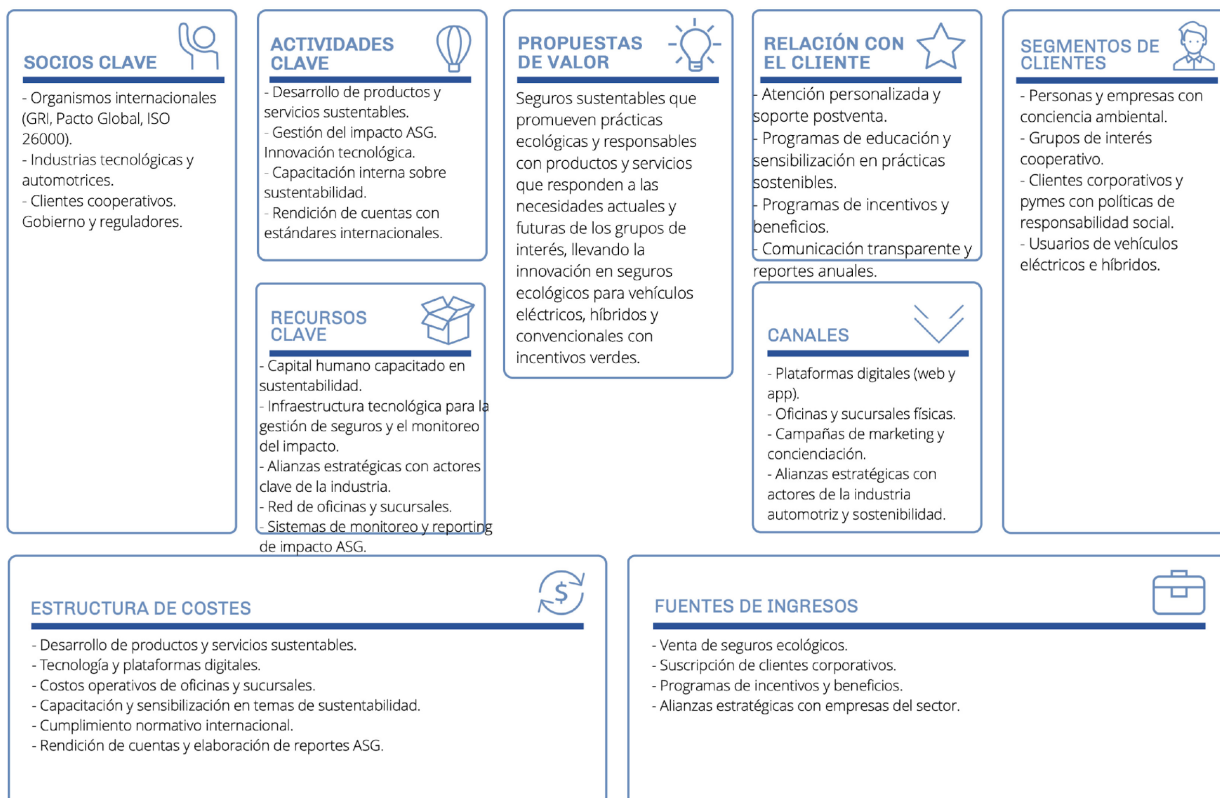 SOCIOS CLAVE
- Organismos internacionales
(GRI, Pacto Global, ISO
26000).
- Industrias tecnológicas y
automotrices.
- Clientes cooperativos.
Gobierno y reguladores.
ACTIVIDADES
CLAVE
- Desarrollo de productos y
servicios sustentables.
- Gestión del impacto ASG.
Innovación tecnológica.
- Capacitación interna sobre
sustentabilidad.
- Rendición de cuentas con
estándares internacionales.
RECURSOS
CLAVE
- Capital humano capacitado en
sustentabilidad.
- Infraestructura tecnológica para la
gestión de seguros y el monitoreo
del impacto.
- Alianzas estratégicas con actores
clave de la industria.
- Red de oficinas y sucursales.
- Sistemas de monitoreo y reporting
de impacto ASG.
PROPUESTAS
DE VALOR
Seguros sustentables que
promueven prácticas
ecológicas y responsables
con productos y servicios
que responden a las
necesidades actuales y
futuras de los grupos de
interés, llevando la
innovación en seguros
ecológicos para vehículos
eléctricos, híbridos y
convencionales con
incentivos verdes.
RELACIÓN CON
EL CLIENTE
- Atención personalizada y
soporte postventa.
- Programas de educación y
sensibilización en prácticas
sostenibles.
- Programas de incentivos y
beneficios.
- Comunicación transparente y
reportes anuales.
CANALES
- Plataformas digitales (web y
app).
- Oficinas y sucursales físicas.
- Campañas de marketing y
concienciación.
- Alianzas estratégicas con
actores de la industria
automotriz y sostenibilidad.
SEGMENTOS DE
CLIENTES
- Personas y empresas con
conciencia ambiental.
- Grupos de interés
cooperativo.
- Clientes corporativos y
pymes con políticas de
responsabilidad social.
- Usuarios de vehículos
eléctricos e híbridos.
ESTRUCTURA DE COSTES
$
- Desarrollo de productos y servicios sustentables.
- Tecnología y plataformas digitales.
- Costos operativos de oficinas y sucursales.
- Capacitación y sensibilización en temas de sustentabilidad.
- Cumplimiento normativo internacional.
- Rendición de cuentas y elaboración de reportes ASG.
FUENTES DE INGRESOS
- Venta de seguros ecológicos.
- Suscripción de clientes corporativos.
- Programas de incentivos y beneficios.
- Alianzas estratégicas con empresas del sector.